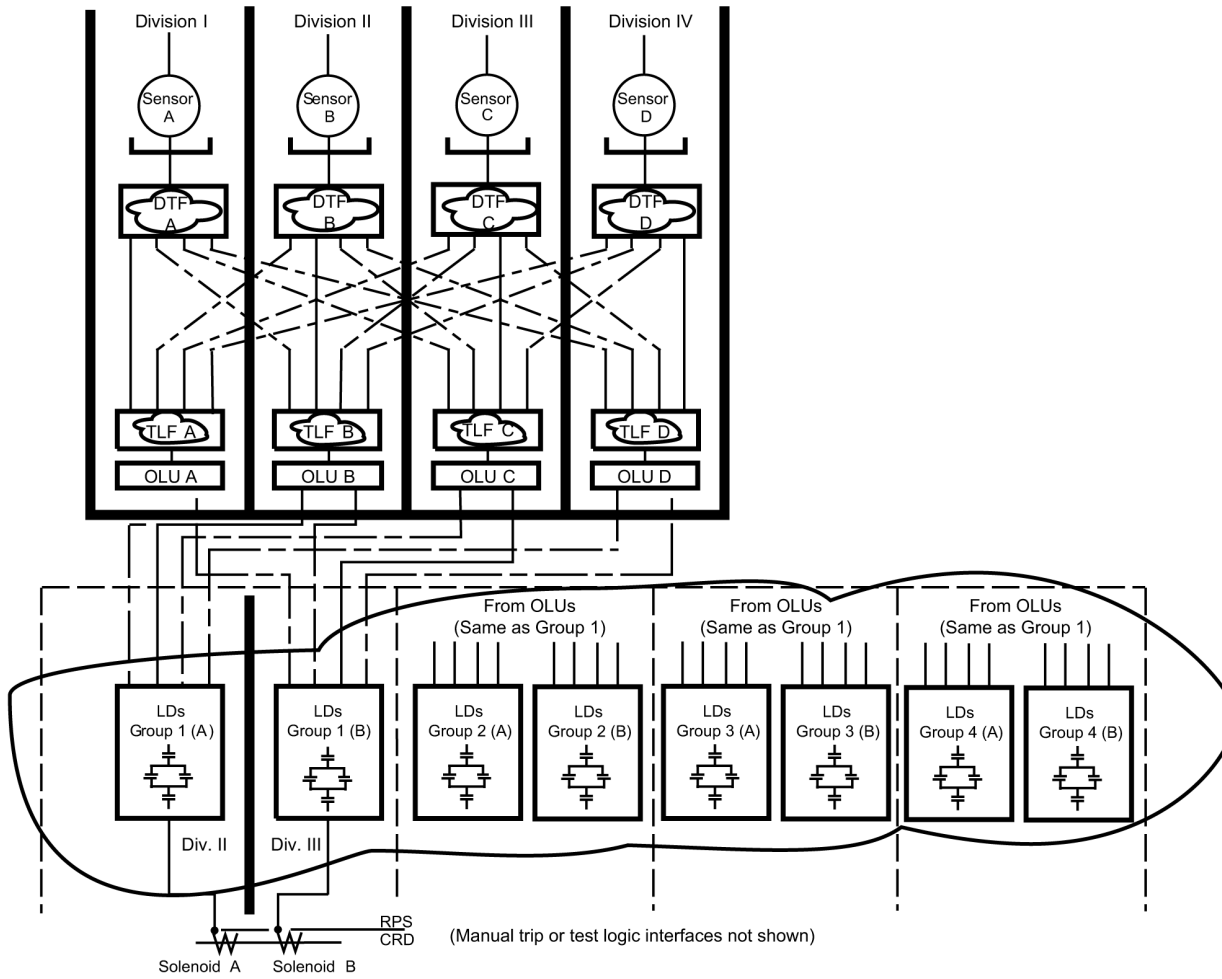 Division I
Division II
Division III
Division IV
Sensor
A
Sensor
B
Sensor
C
Sensor
D
DTF
A
DTF
B
DTF
C
DTF
D
TLF A
TLF B
TLF C
TLF D
OLU A
OLU B
OLU C
OLU D
From OLUs
(Same as Group 1)
From OLUs
(Same as Group 1)
From OLUs
(Same as Group 1)
LDs
Group 1 (A)
LDs
Group 1 (B)
LDs
Group 2 (A)
LDs
Group 2 (B)
LDs
Group 3 (A)
LDs
Group 3 (B)
LDs
Group 4 (A)
LDs
Group 4 (B)
Div. II
Div. III
RPS
CRD
(Manual trip or test logic interfaces not shown)
Solenoid A
Solenoid B